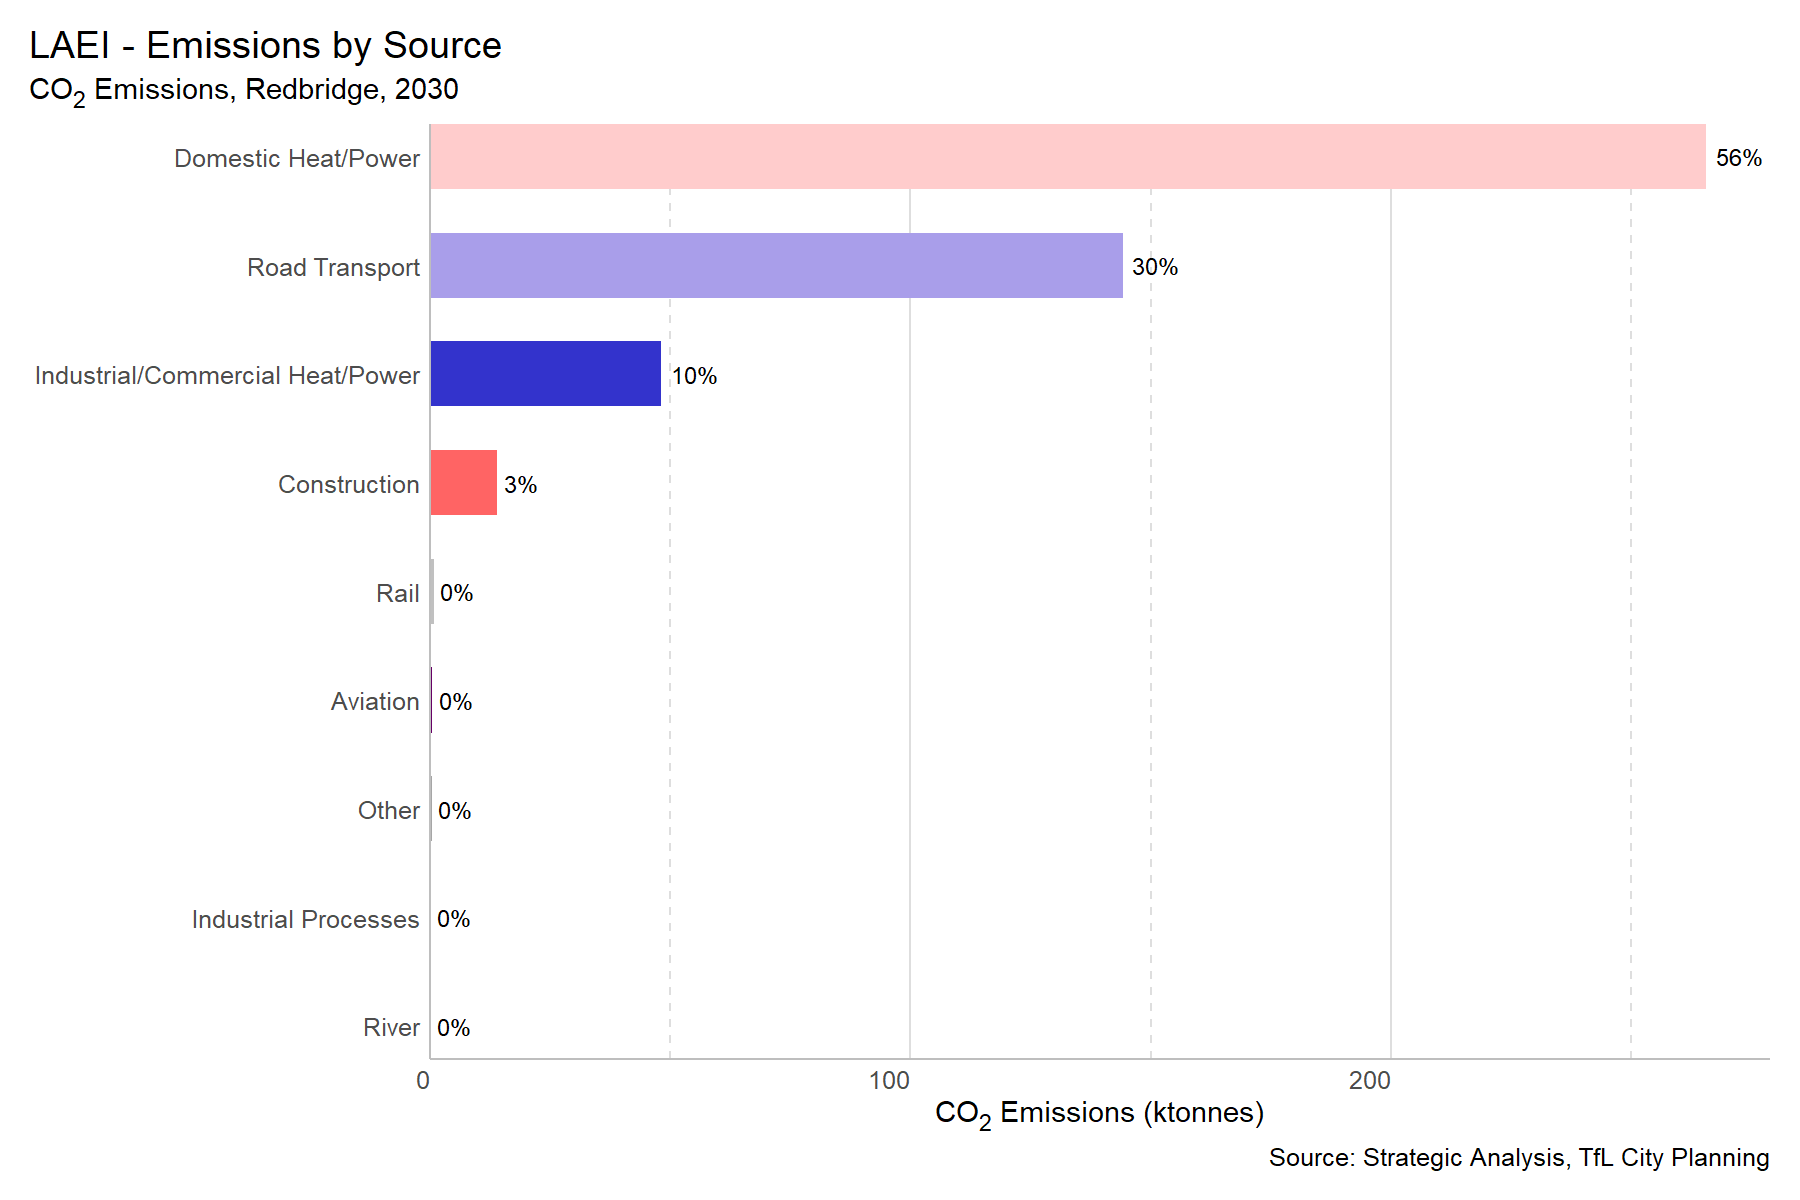 LAEI - Emissions by Source
CO₂ Emissions, Redbridge, 2030
Domestic Heat/Power 56%
Road Transport 30%
Industrial/Commercial Heat/Power 10%
Construction 3%
Rail 0%
Aviation 0%
Other 0%
Industrial Processes 0%
River 0%
0 100 200
CO₂ Emissions (ktonnes)
Source: Strategic Analysis, TfL City Planning